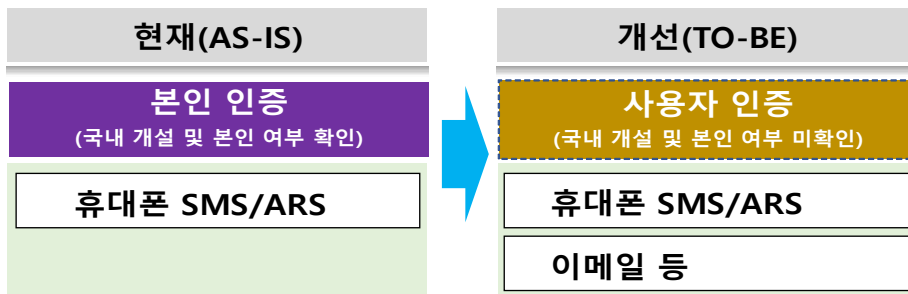 현재(AS-IS)
본인 인증
(국내 개설 및 본인 여부 확인)
휴대폰 SMS/ARS
개선(TO-BE)
사용자 인증
(국내 개설 및 본인 여부 미확인)
휴대폰 SMS/ARS
이메일 등